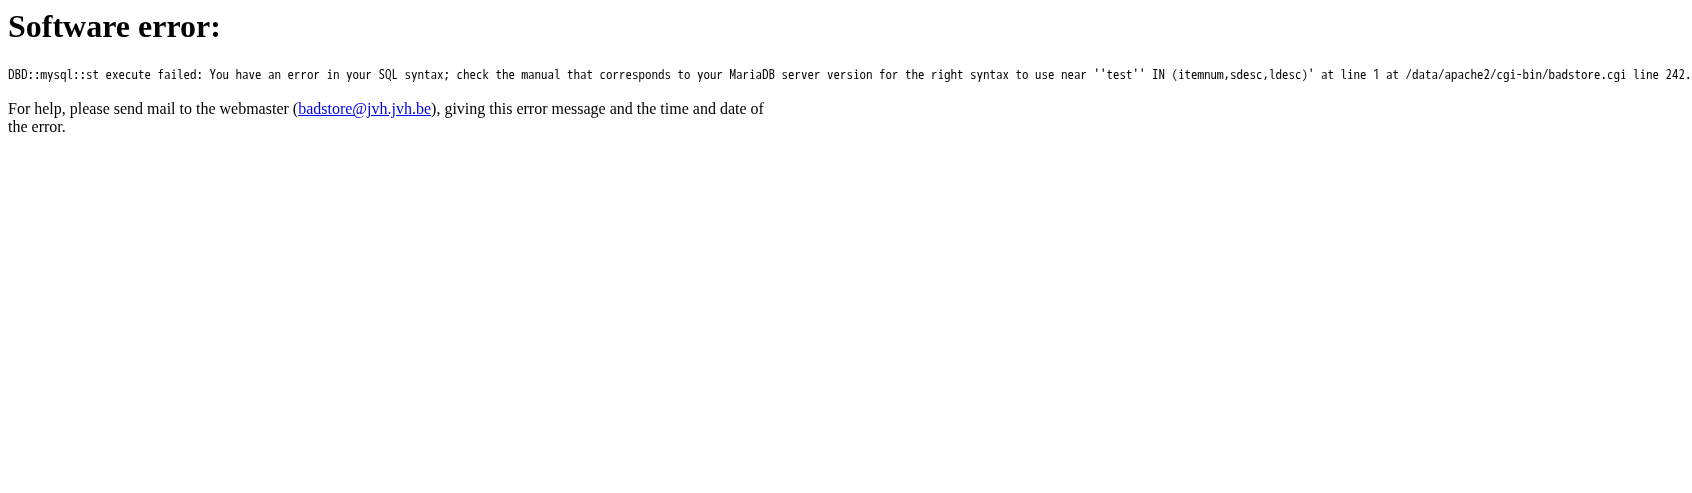 Software error:
DBD::mysql::st execute failed: You have an error in your SQL syntax; check the manual that corresponds to your MariaDB server version for the right syntax to use near ''test'' IN (itemnum,sdesc,ldesc)' at line 1 at /data/apache2/cgi-bin/badstore.cgi line 242.
For help, please send mail to the webmaster (badstore@jvh.jvh.be), giving this error message and the time and date of
the error.